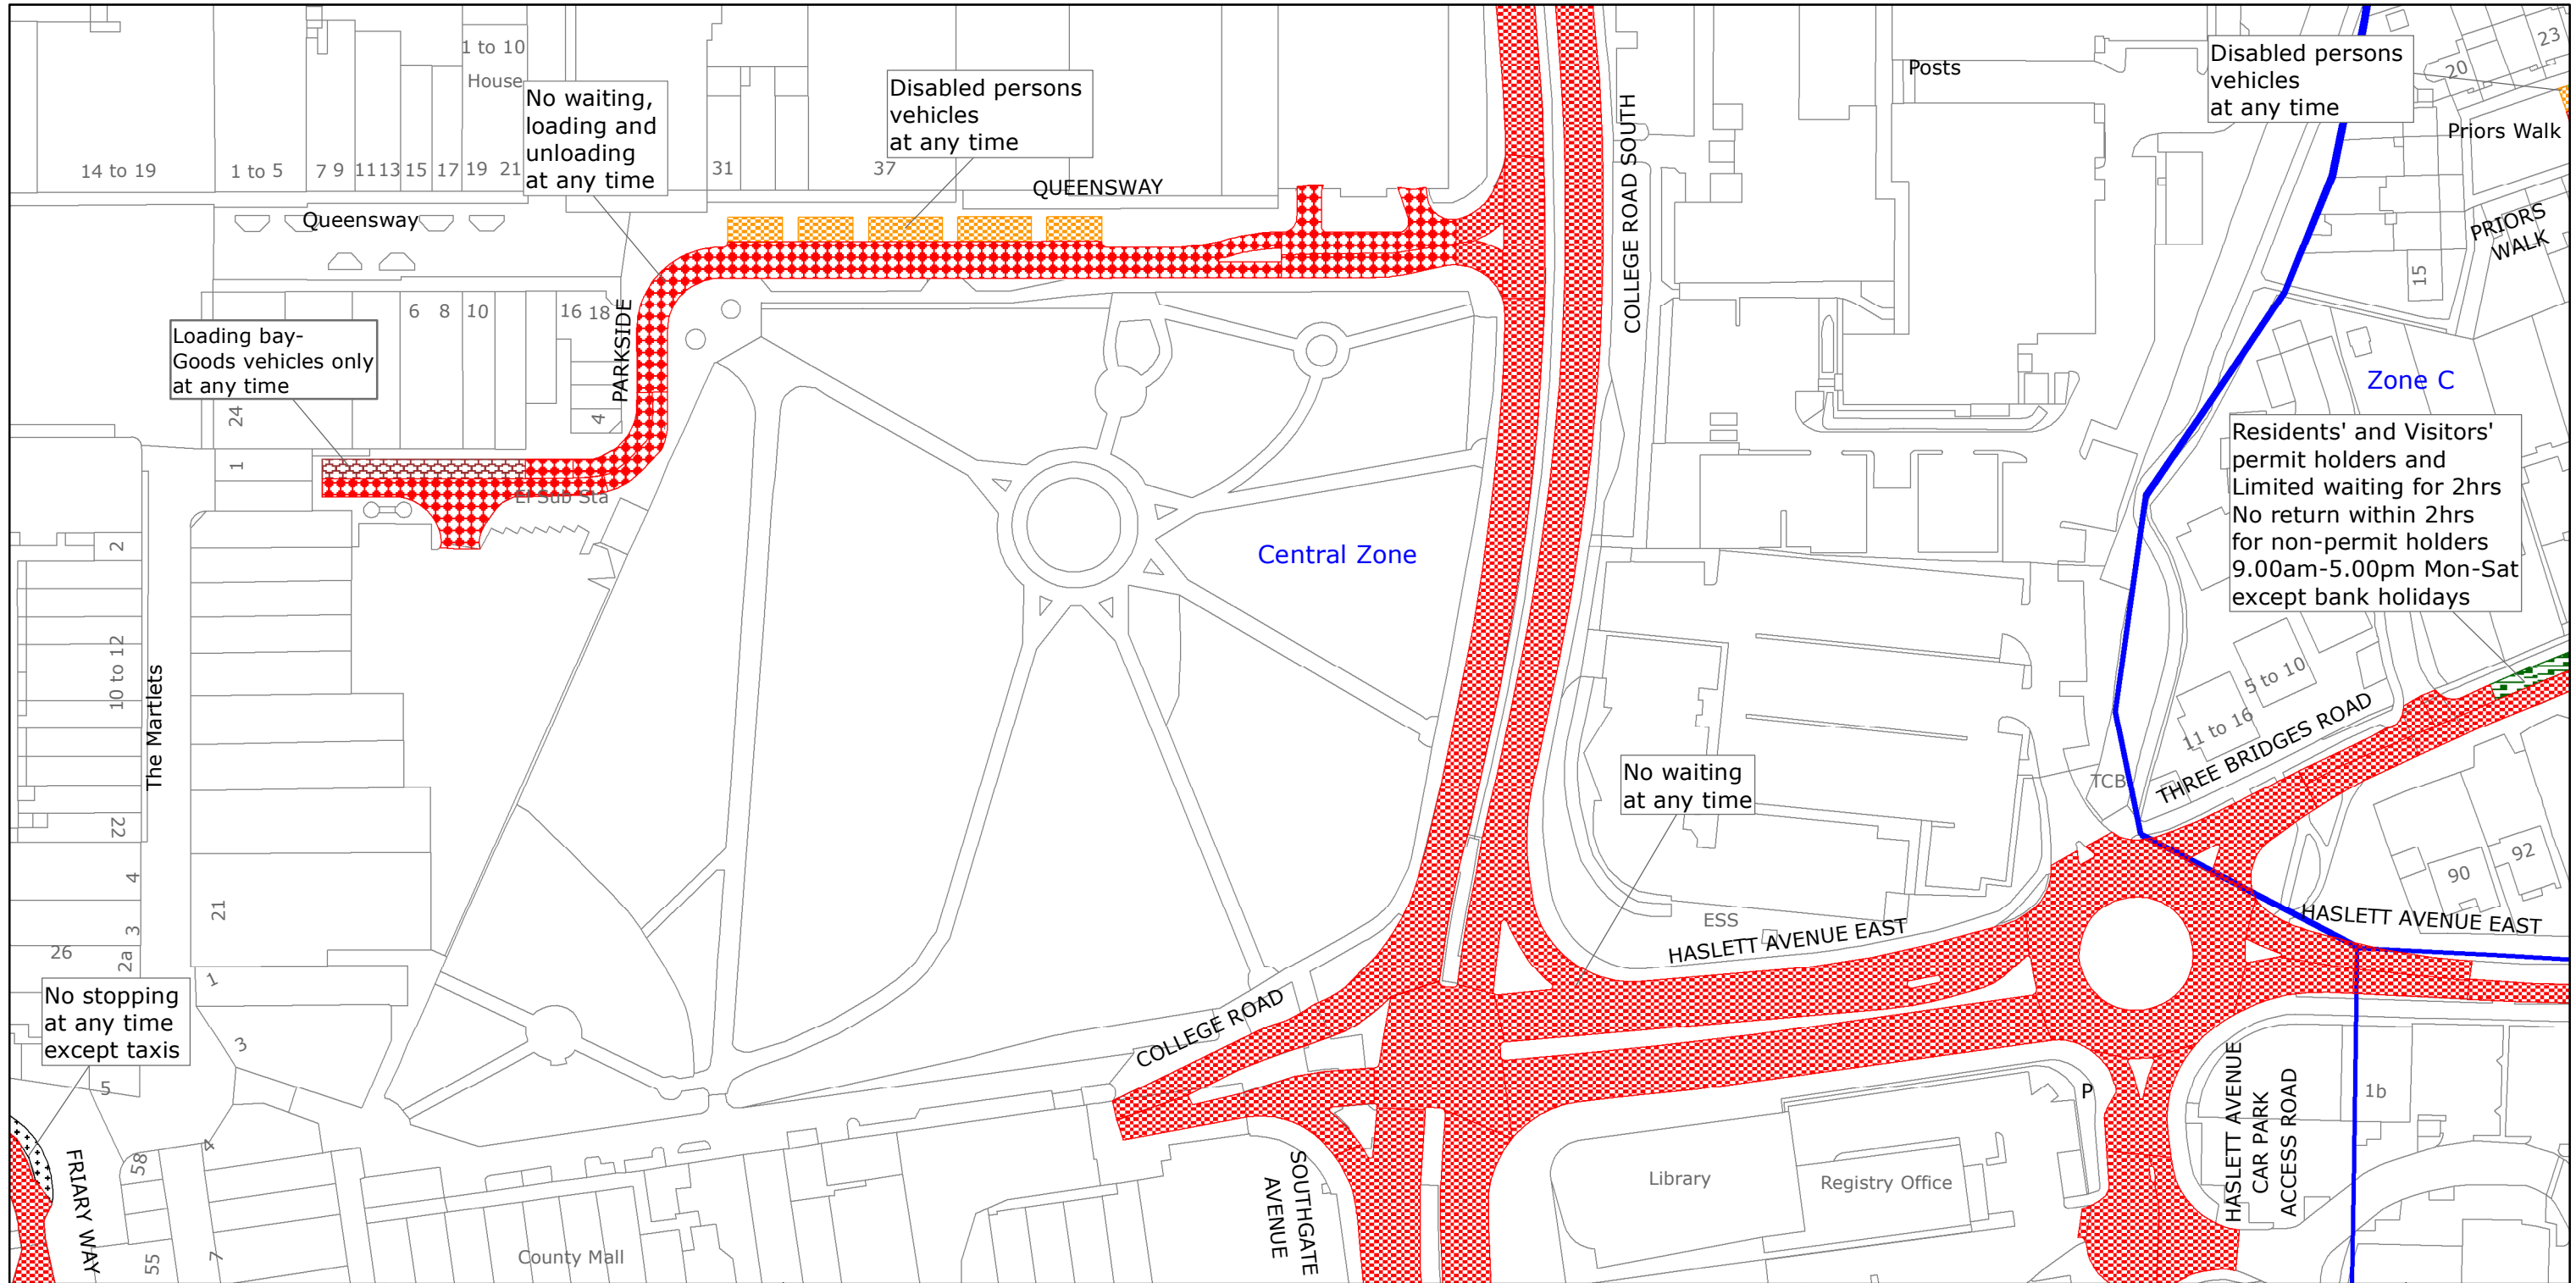 1 to 10
House
14 to 19
1 to 5
7
9
11
13
15
17
19
21
31
37
No waiting,
loading and
unloading
at any time
Disabled persons
vehicles
at any time
QUEENSWAY
Queensway
COLLEGE ROAD SOUTH
Posts
Disabled persons
vehicles
at any time
20
23
Priors Walk
PRIORS
WALK
15
6
8
10
16
18
4
PARKSIDE
Loading bay-
Goods vehicles only
at any time
24
1
El Sub Sta
Zone C
Residents' and Visitors'
permit holders and
Limited waiting for 2hrs
No return within 2hrs
for non-permit holders
9.00am-5.00pm Mon-Sat
except bank holidays
Central Zone
2
10 to 12
The Martlets
22
4
3
2a
26
21
1
3
5
No stopping
at any time
except taxis
FRIARY WAY
58
4
55
7
County Mall
COLLEGE ROAD
SOUTHGATE
AVENUE
No waiting
at any time
ESS
HASLETT AVENUE EAST
TCB
THREE BRIDGES ROAD
11 to 16
5 to 10
90
92
HASLETT AVENUE EAST
Library
Registry Office
P
HASLETT AVENUE
CAR PARK
ACCESS ROAD
1b